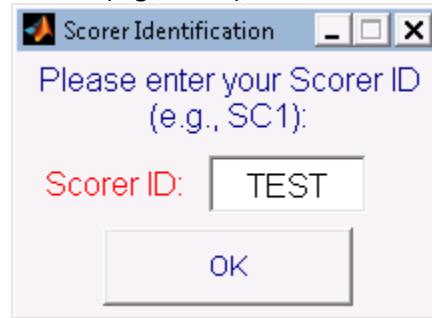 Scorer Identification
Please enter your Scorer ID
(e.g., SC1):
Scorer ID: TEST
OK